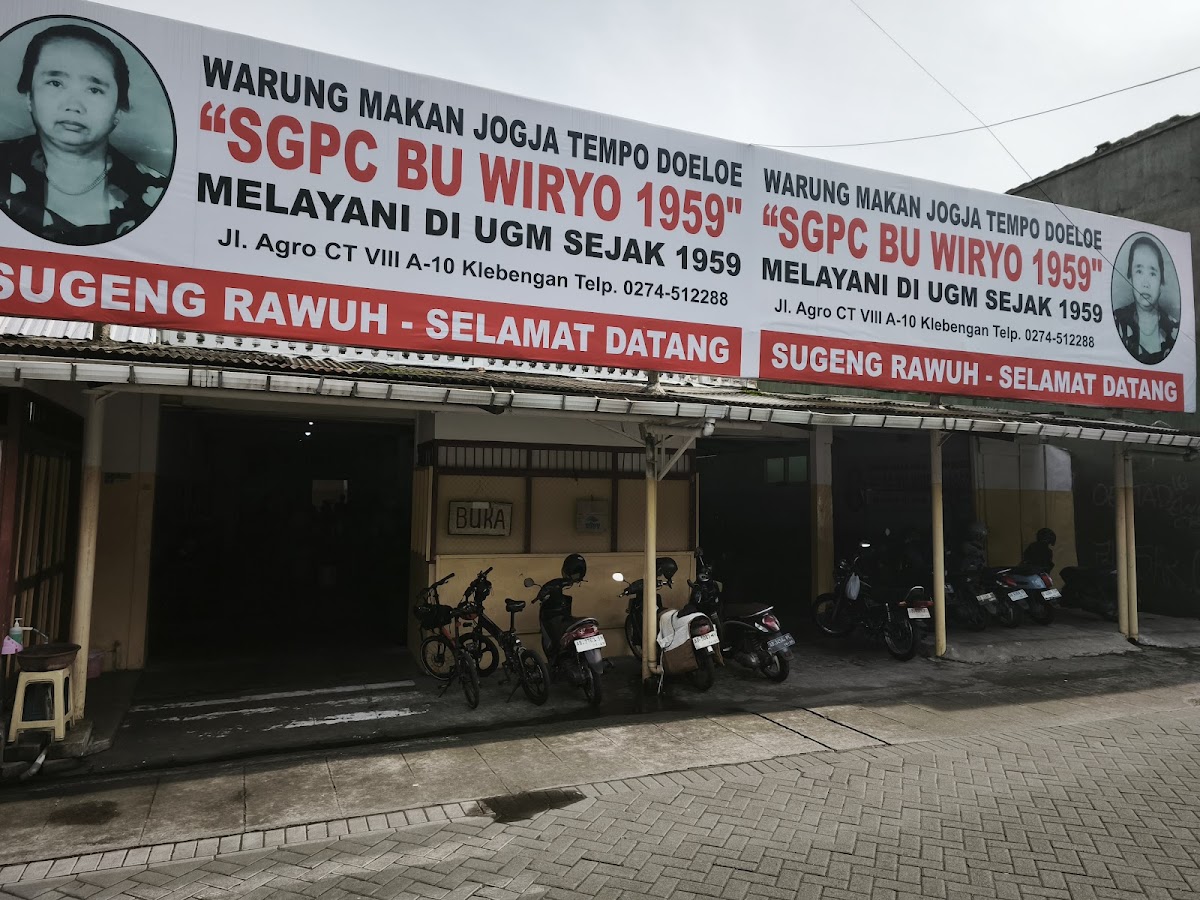 WARUNG MAKAN JOGJA TEMPO DOELOE
“SGPC BU WIRYO 1959"
MELAYANI DI UGM SEJAK 1959
Jl. Agro CT VIII A-10 Klebengan Telp. 0274-512288
SUGENG RAWUH - SELAMAT DATANG
WARUNG MAKAN JOGJA TEMPO DOELOE
“SGPC BU WIRYO 1959"
MELAYANI DI UGM SEJAK 1959
Jl. Agro CT VIII A-10 Klebengan Telp. 0274-512288
SUGENG RAWUH - SELAMAT DATANG
BUKA